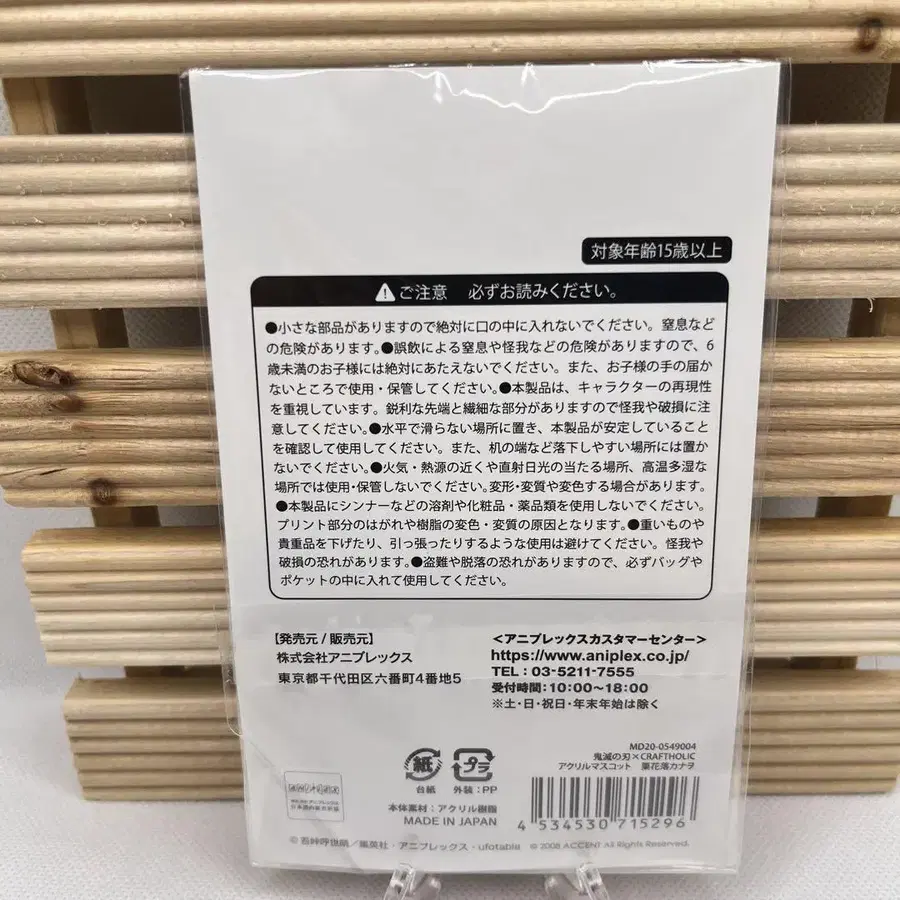 対象年齢15歳以上
ご注意 必ずお読みください。
●小さな部品がありますので絶対に口の中に入れないでください。窒息など
の危険があります。●誤飲による窒息や怪我などの危険がありますので、6
歳未満のお子様には絶対にあたえないでください。また、お子様の手の届か
ないところで使用・保管してください。●本製品は、キャラクターの再現性
を重視しています。鋭利な先端と繊細な部分がありますので怪我や破損に注
意してください。●水平で滑らない場所に置き、本製品が安定していること
を確認して使用してください。また、机の端など落下しやすい場所には置か
ないでください。●火気・熱源の近くや直射日光の当たる場所、高温多湿な
場所では使用・保管しないでください。変形・変質や変色する場合があります。
●本製品にシンナーなどの溶剤や化粧品・薬品類を使用しないでください。
プリント部分のはがれや樹脂の変色・変質の原因となります。●重いものや
貴重品を下げたり、引っ張ったりするような使用は避けてください。怪我や
破損の恐れがあります。●盗難や脱落の恐れがありますので、必ずバッグや
ポケットの中に入れて使用してください。
【発売元 / 販売元】
株式会社アニプレックス
東京都千代田区六番町4番地5
＜アニプレックスカスタマーセンター＞
https://www.aniplex.co.jp/
TEL：03-5211-7555
受付時間：10:00〜18:00
※土・日・祝日・年末年始は除く
MD20-0549004
鬼滅の刃×CRAFTHOLIC
アクリルマスコット 栗花落カナヲ
紙
台紙
プラ
外装：PP
本体素材：アクリル樹脂
MADE IN JAPAN
4 534530 715296
© 吾峠呼世晴／集英社・アニプレックス・ufotable © 2008 ACCENT All Rights Reserved.